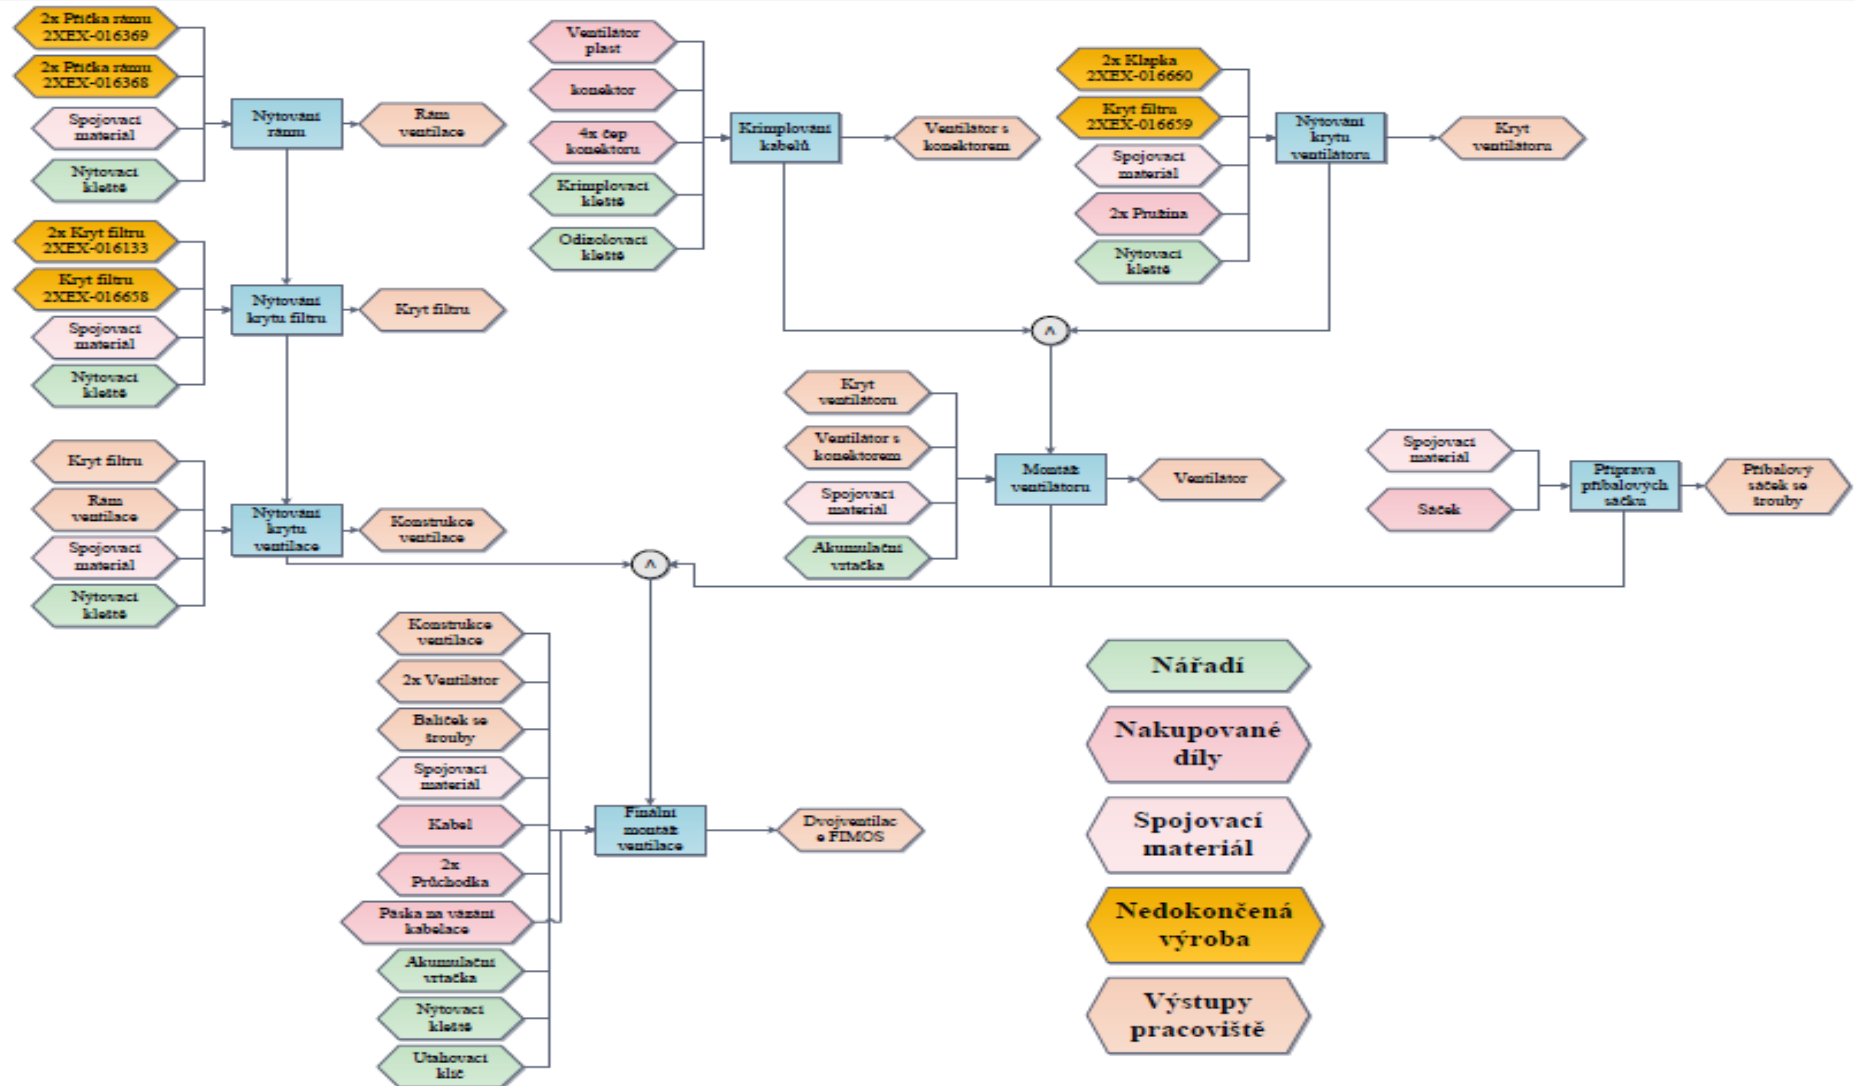 2x Příčka rámu
2XEX-016369
2x Příčka rámu
2XEX-016368
Spojovací
materiál
Nýtovací
kleště
Nýtování
rámu
Rám
ventilace
2x Kryt filtru
2XEX-016133
Kryt filtru
2XEX-016658
Spojovací
materiál
Nýtovací
kleště
Nýtování
krytu filtru
Kryt filtru
Kryt filtru
Rám
ventilace
Spojovací
materiál
Nýtovací
kleště
Nýtování
krytu
ventilace
Konstrukce
ventilace
Ventilátor
plast
konektor
4x čep
konektoru
Krimplovací
kleště
Odizolovací
kleště
Krimplování
kabelů
Ventilátor s
konektorem
2x Klapka
2XEX-016660
Kryt filtru
2XEX-016659
Spojovací
materiál
2x Pružina
Nýtovací
kleště
Nýtování
krytu
ventilátoru
Kryt
ventilátoru
^
Kryt
ventilátoru
Ventilátor s
konektorem
Spojovací
materiál
Akumulační
vrtačka
Montáž
ventilátoru
Ventilátor
Spojovací
materiál
Sáček
Příprava
příbalových
sáčku
Příbalový
sáček se
šrouby
^
Konstrukce
ventilace
2x Ventilátor
Balíček se
šrouby
Spojovací
materiál
Kabel
2x
Průchodka
Páska na vázání
kabelace
Akumulační
vrtačka
Nýtovací
kleště
Utahovací
klíč
Finální
montáž
ventilace
Dvojventilac
e FIMOS
Nářadí
Nakupované
díly
Spojovací
materiál
Nedokončená
výroba
Výstupy
pracoviště